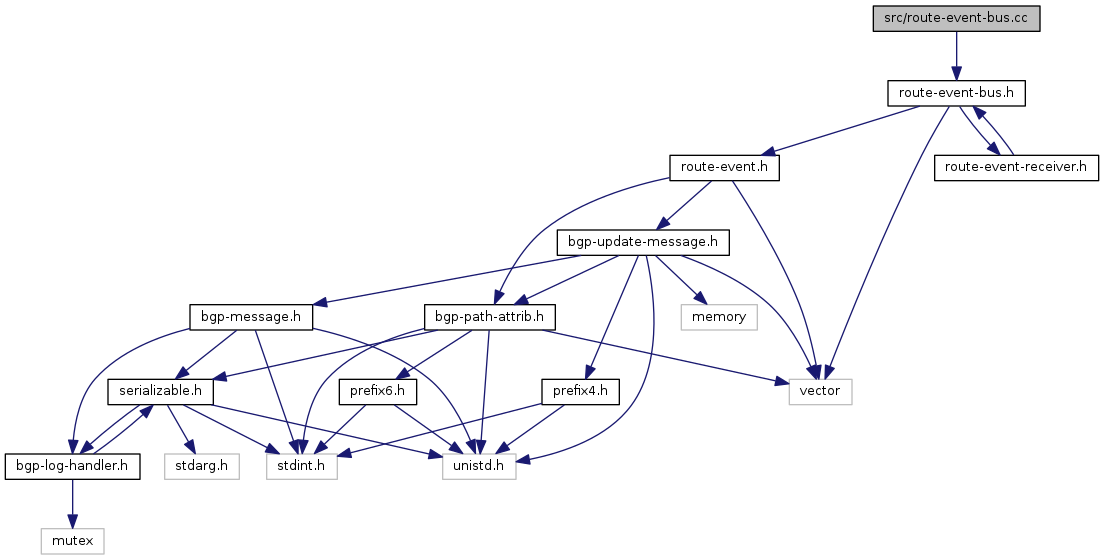 src/route-event-bus.cc
route-event-bus.h
route-event.h
route-event-receiver.h
bgp-update-message.h
bgp-message.h
bgp-path-attrib.h
memory
serializable.h
prefix6.h
prefix4.h
vector
bgp-log-handler.h
stdarg.h
stdint.h
unistd.h
mutex